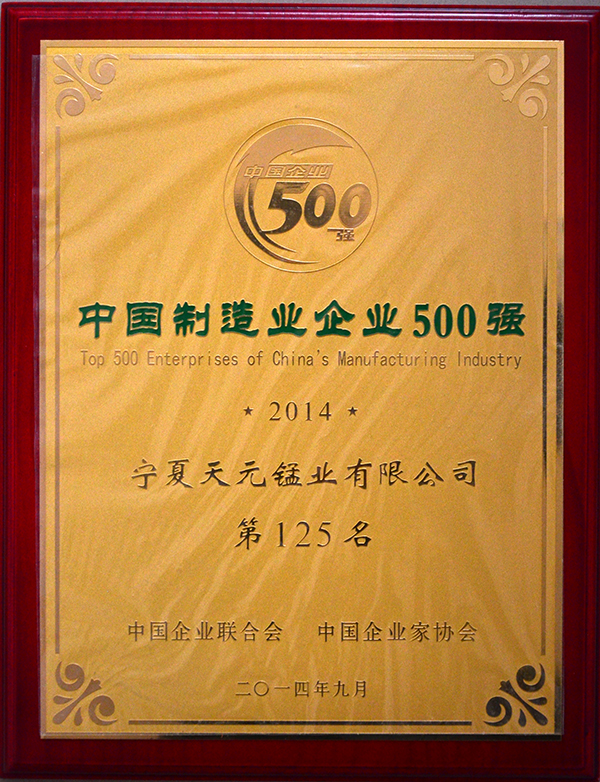 中国企业
500
强
中国制造业企业500强
Top 500 Enterprises of China's Manufacturing Industry
★ 2014 ★
宁夏天元锰业有限公司
第125名
中国企业联合会 中国企业家协会
二〇一四年九月